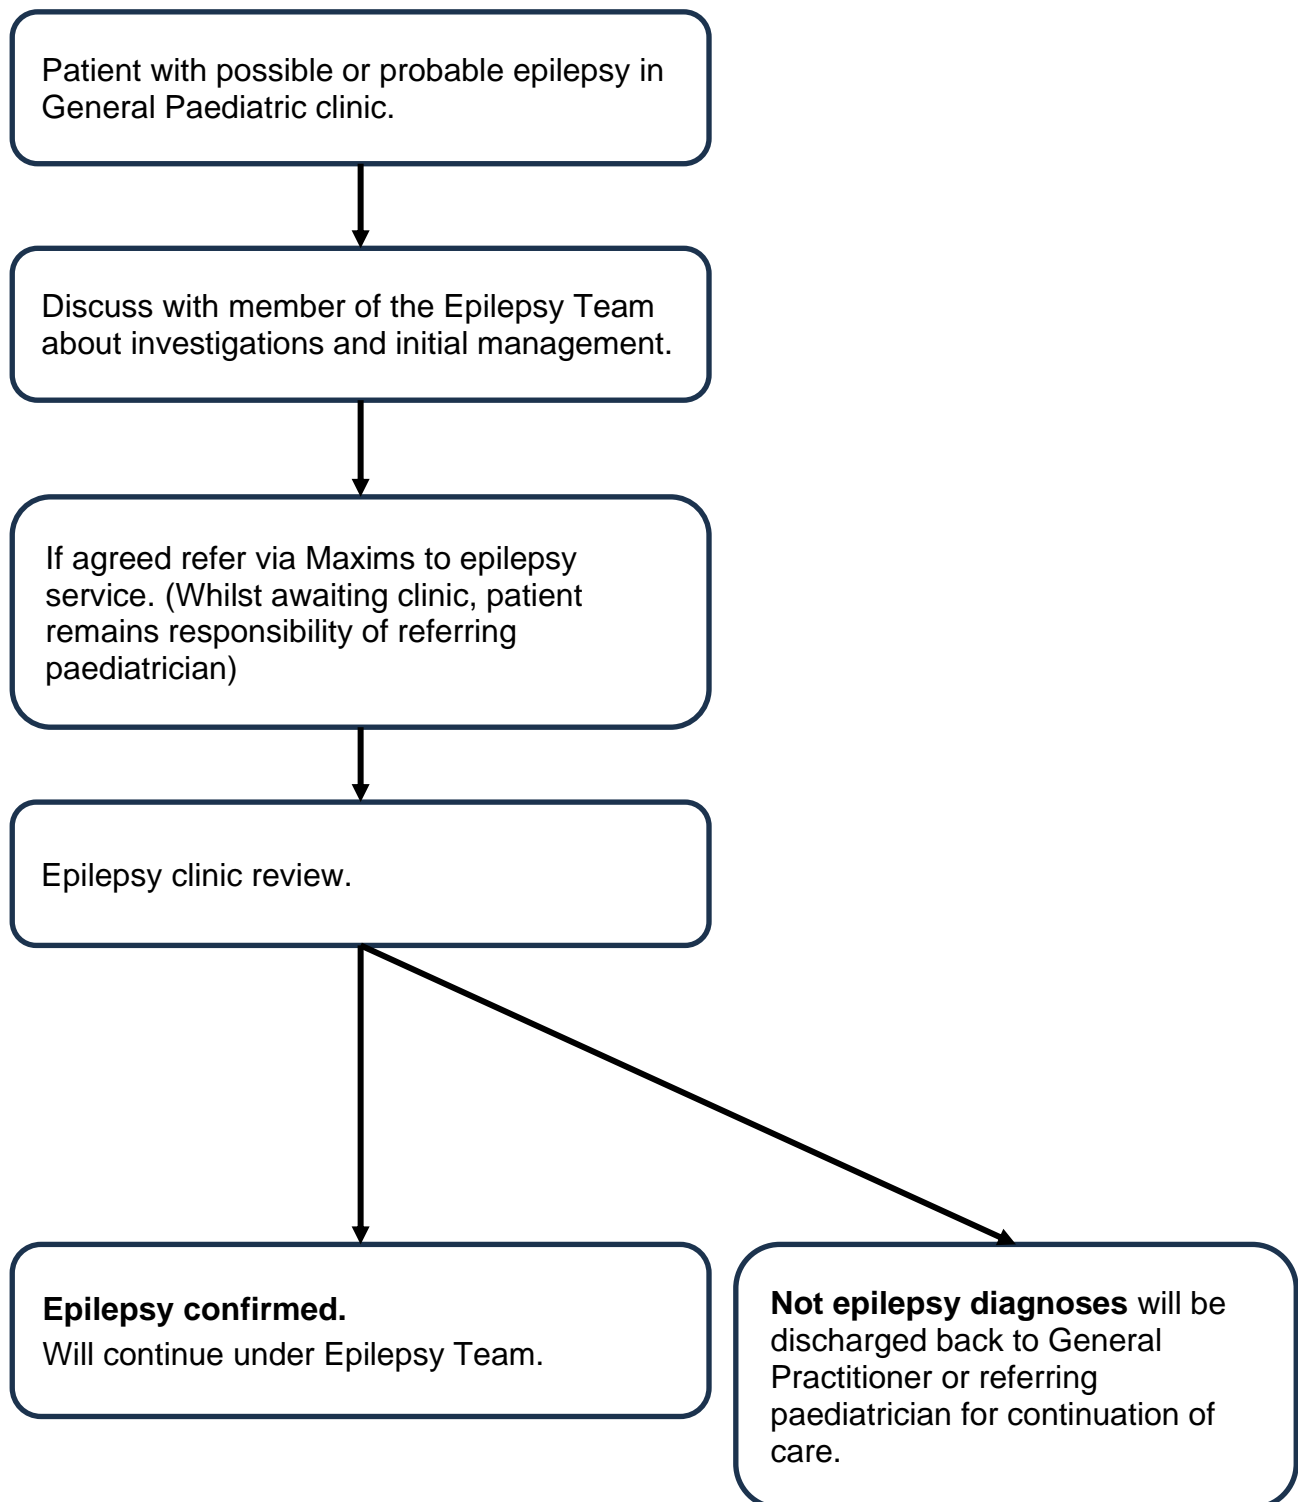 Patient with possible or probable epilepsy in
General Paediatric clinic.
Discuss with member of the Epilepsy Team
about investigations and initial management.
If agreed refer via Maxims to epilepsy
service. (Whilst awaiting clinic, patient
remains responsibility of referring
paediatrician)
Epilepsy clinic review.
Epilepsy confirmed.
Will continue under Epilepsy Team.
Not epilepsy diagnoses will be
discharged back to General
Practitioner or referring
paediatrician for continuation of
care.